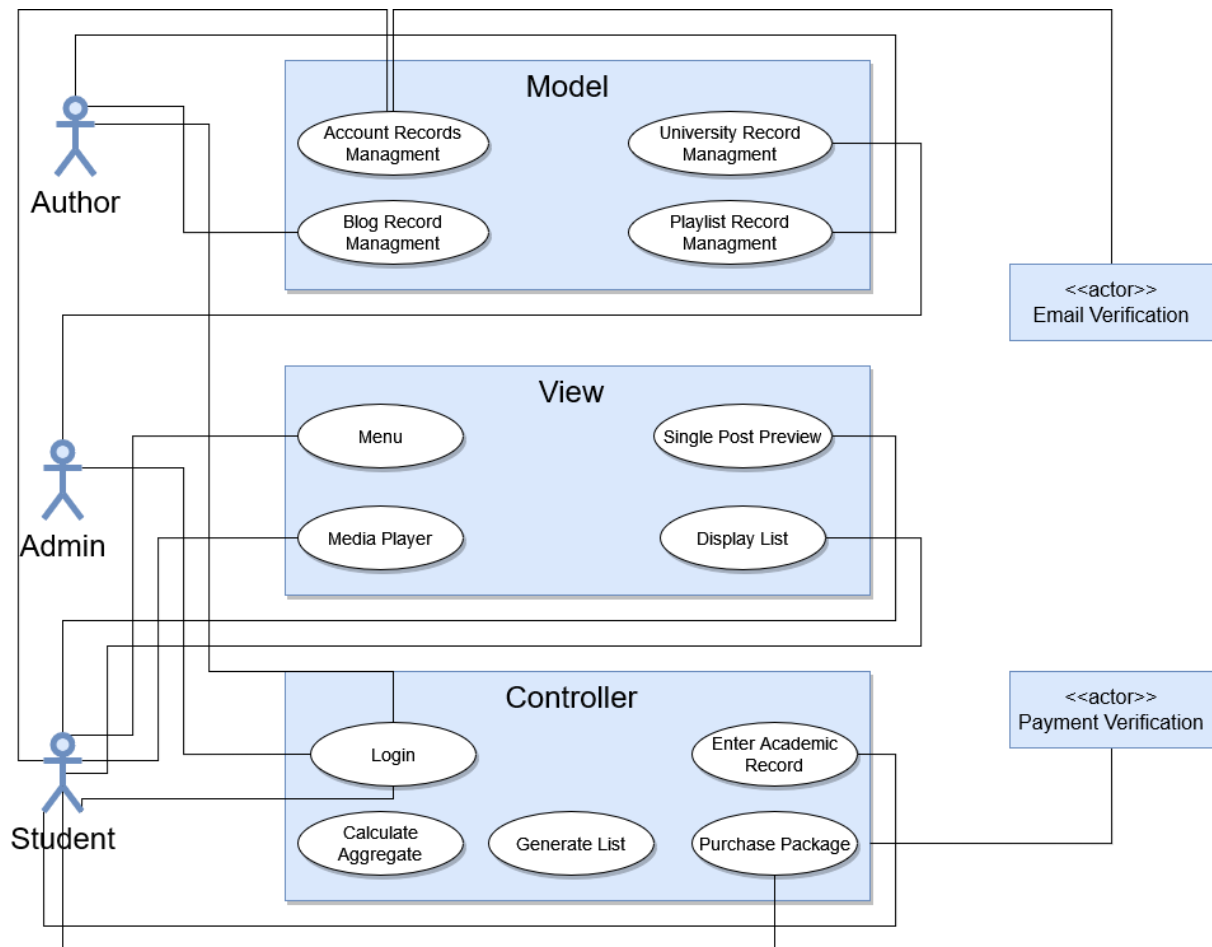 Model
Account Records
Managment
University Record
Managment
Author
Blog Record
Managment
Playlist Record
Managment
<<actor>>
Email Verification
View
Menu
Single Post Preview
Admin
Media Player
Display List
Controller
<<actor>>
Payment Verification
Login
Enter Academic
Record
Student
Calculate
Aggregate
Generate List
Purchase Package